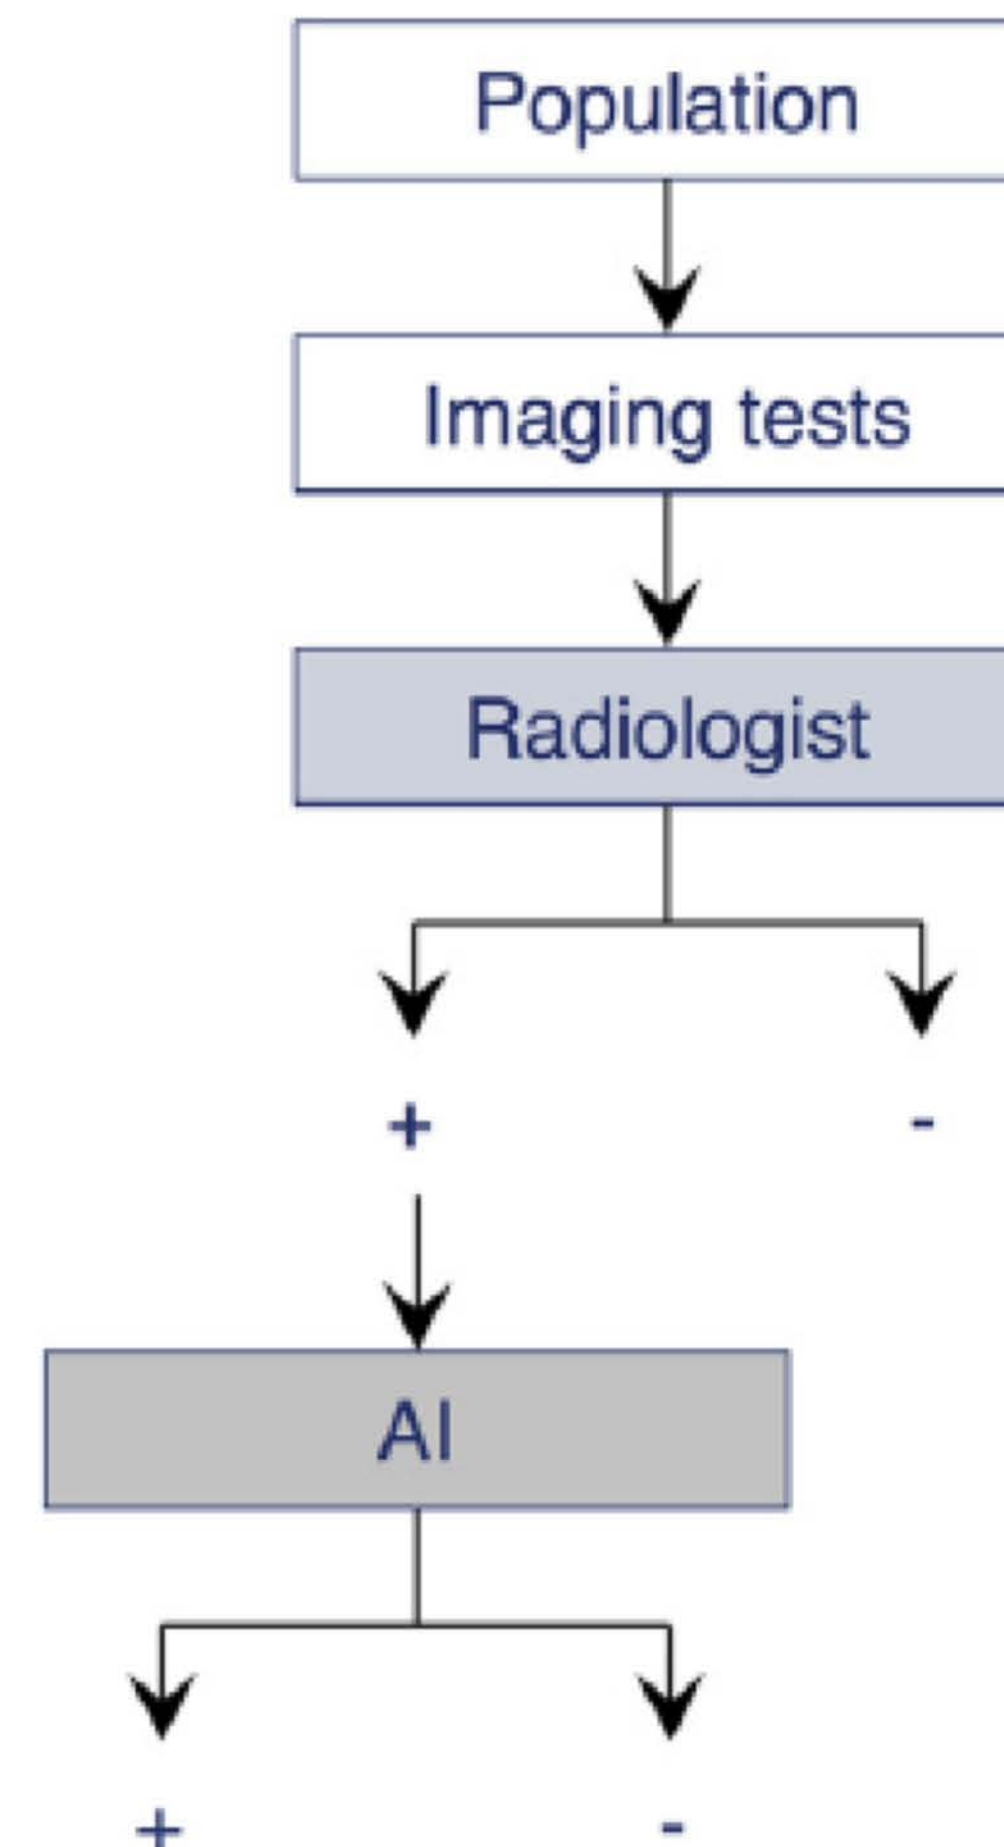 Population
Imaging tests
Radiologist
+ -
AI
+ -